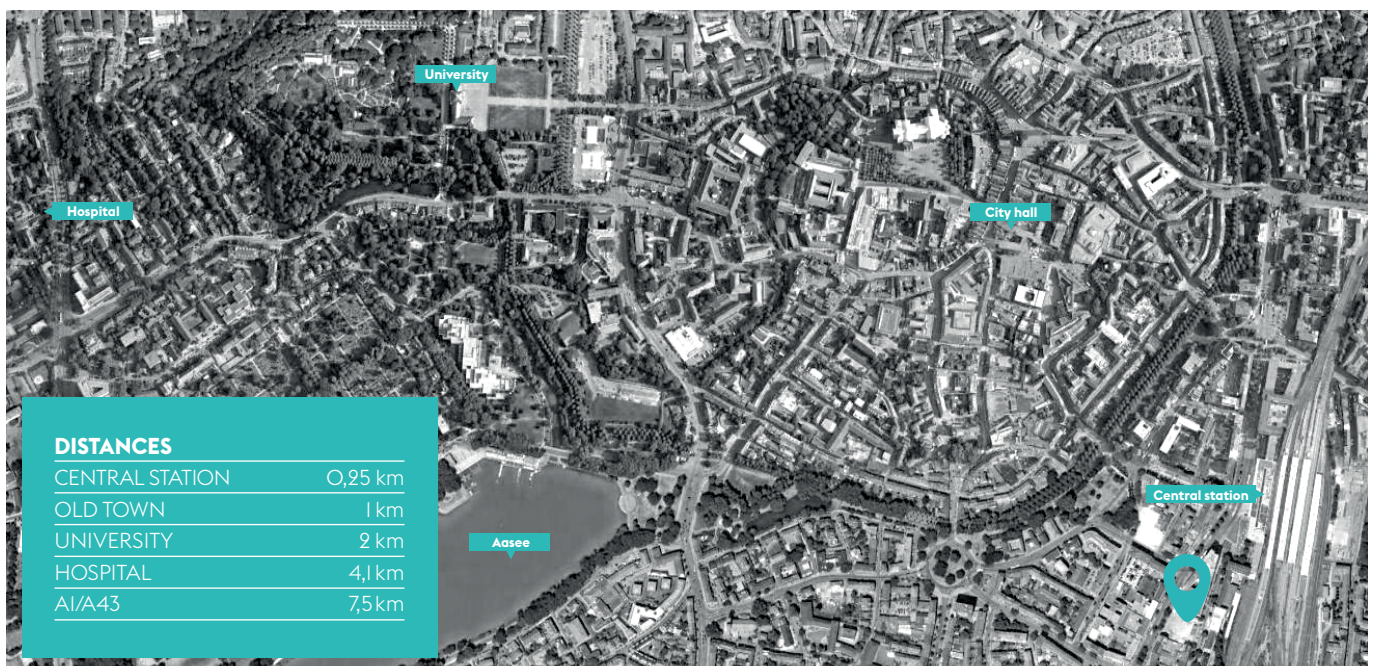 University
Hospital
City hall
DISTANCES
CENTRAL STATION 0,25 km
OLD TOWN 1 km
UNIVERSITY 2 km
HOSPITAL 4,1 km
A1/A43 7,5 km
Central station
Aasee